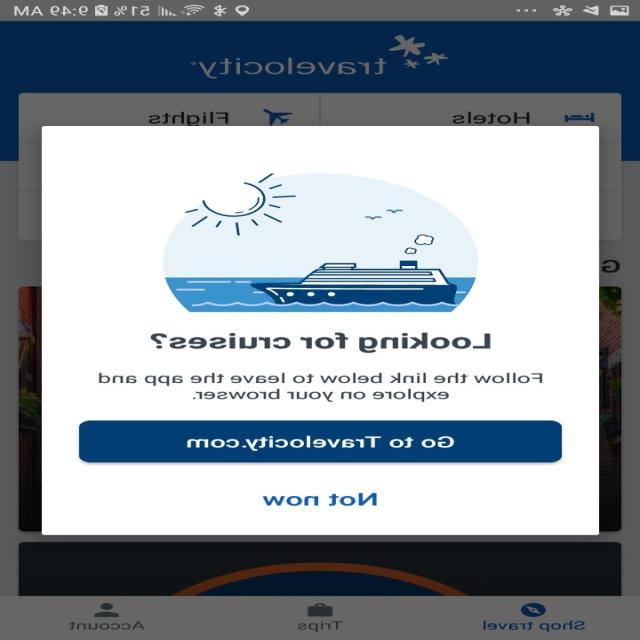 9:49 AM
51%
travelocity
Hotels
Flights
G
Looking for cruises?
Follow the link below to leave the app and
explore on your browser.
Go to Travelocity.com
Not now
Shop travel
Trips
Account